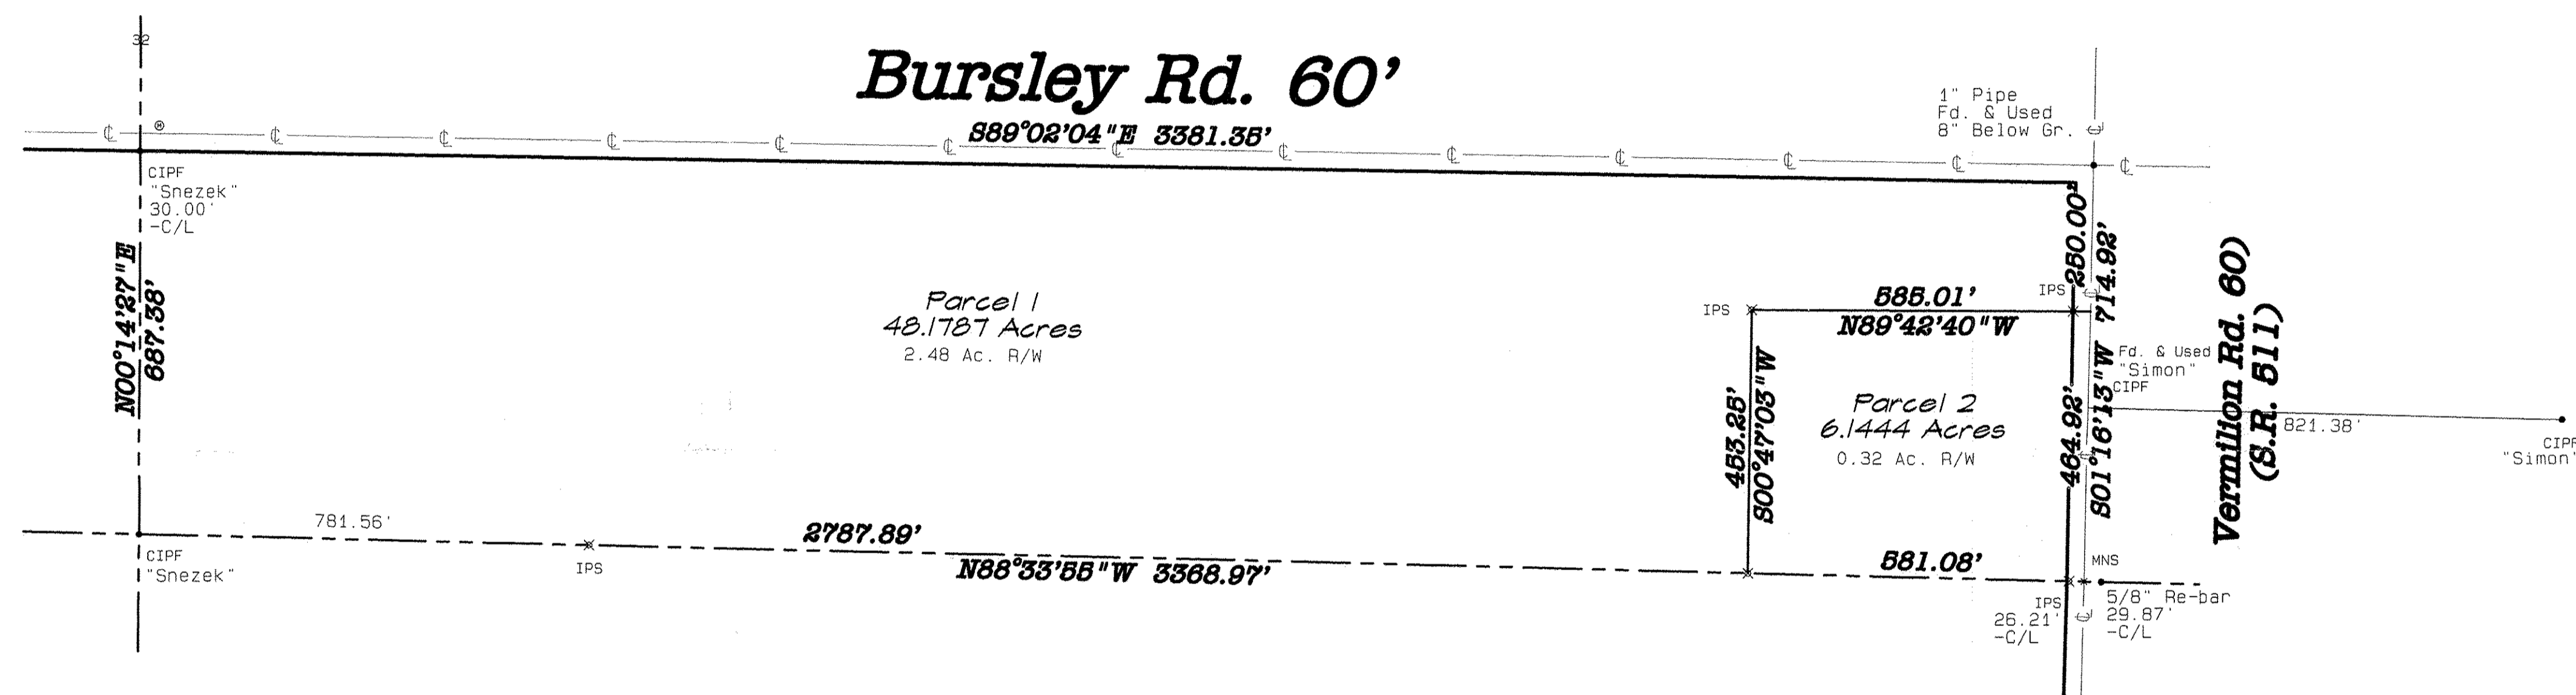 32
Bursley Rd. 60'
S89°02'04"E 3381.35'
1" Pipe
Fd. & Used
8" Below Gr.
CIPF
"Snezek"
30.00'
-C/L
N00°14'27"E
687.38'
Parcel 1
48.1787 Acres
2.48 Ac. R/W
250.00'
714.92'
S01°18'13"W
IPS
IPS
585.01'
N89°42'40"W
453.25'
S00°47'03"W
Parcel 2
6.1444 Acres
0.32 Ac. R/W
464.92'
Fd. & Used
"Simon"
CIPF
Vermilion Rd. 60)
(S.R. 511)
821.38'
CIPF
"Simon"
781.56'
CIPF
"Snezek"
IPS
2787.89'
N88°33'55"W 3368.97'
581.08'
MNS
IPS
26.21'
-C/L
5/8" Re-bar
29.87'
-C/L